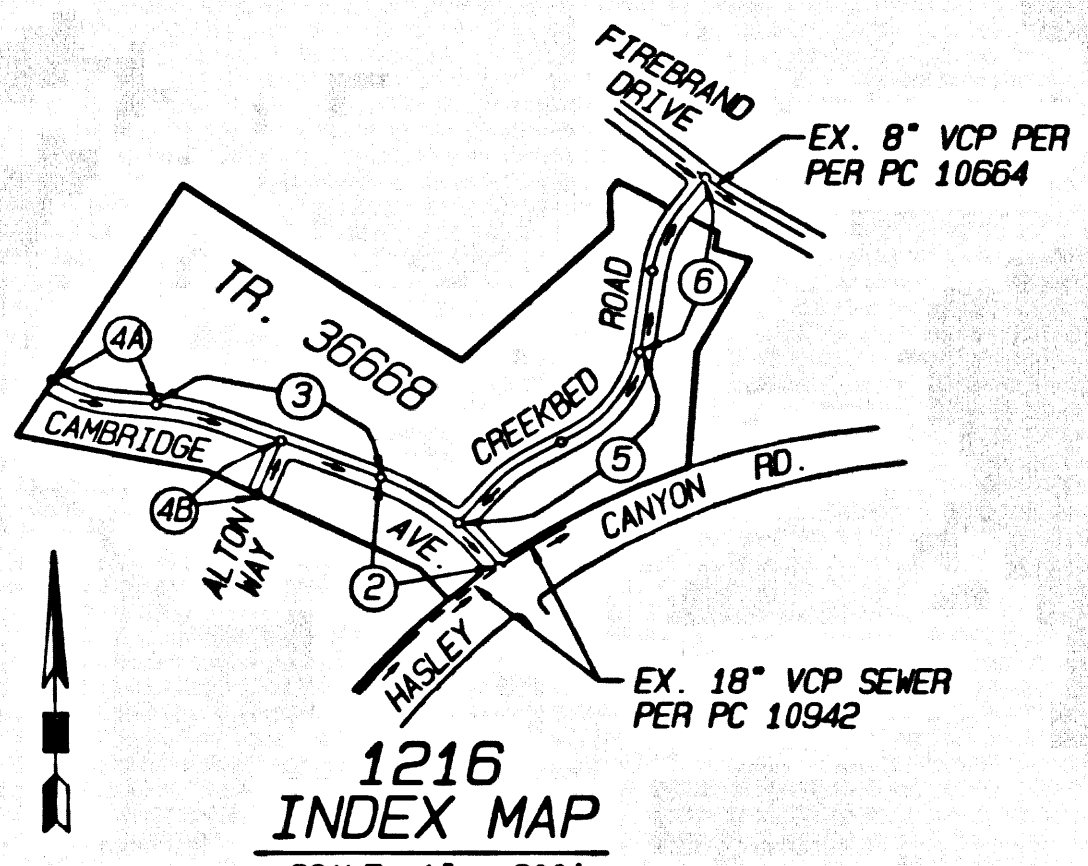 FIREBRAND
DRIVE
EX. 8" VCP PER
PER PC 10664
TR. 36668
ROAD
6
4A
3
CAMBRIDGE
CREEKBED
5
RD.
CANYON
4B
AVE.
ALTON
WAY
2
HASLEY
EX. 18" VCP SEWER
PER PC 10942
1216
INDEX MAP